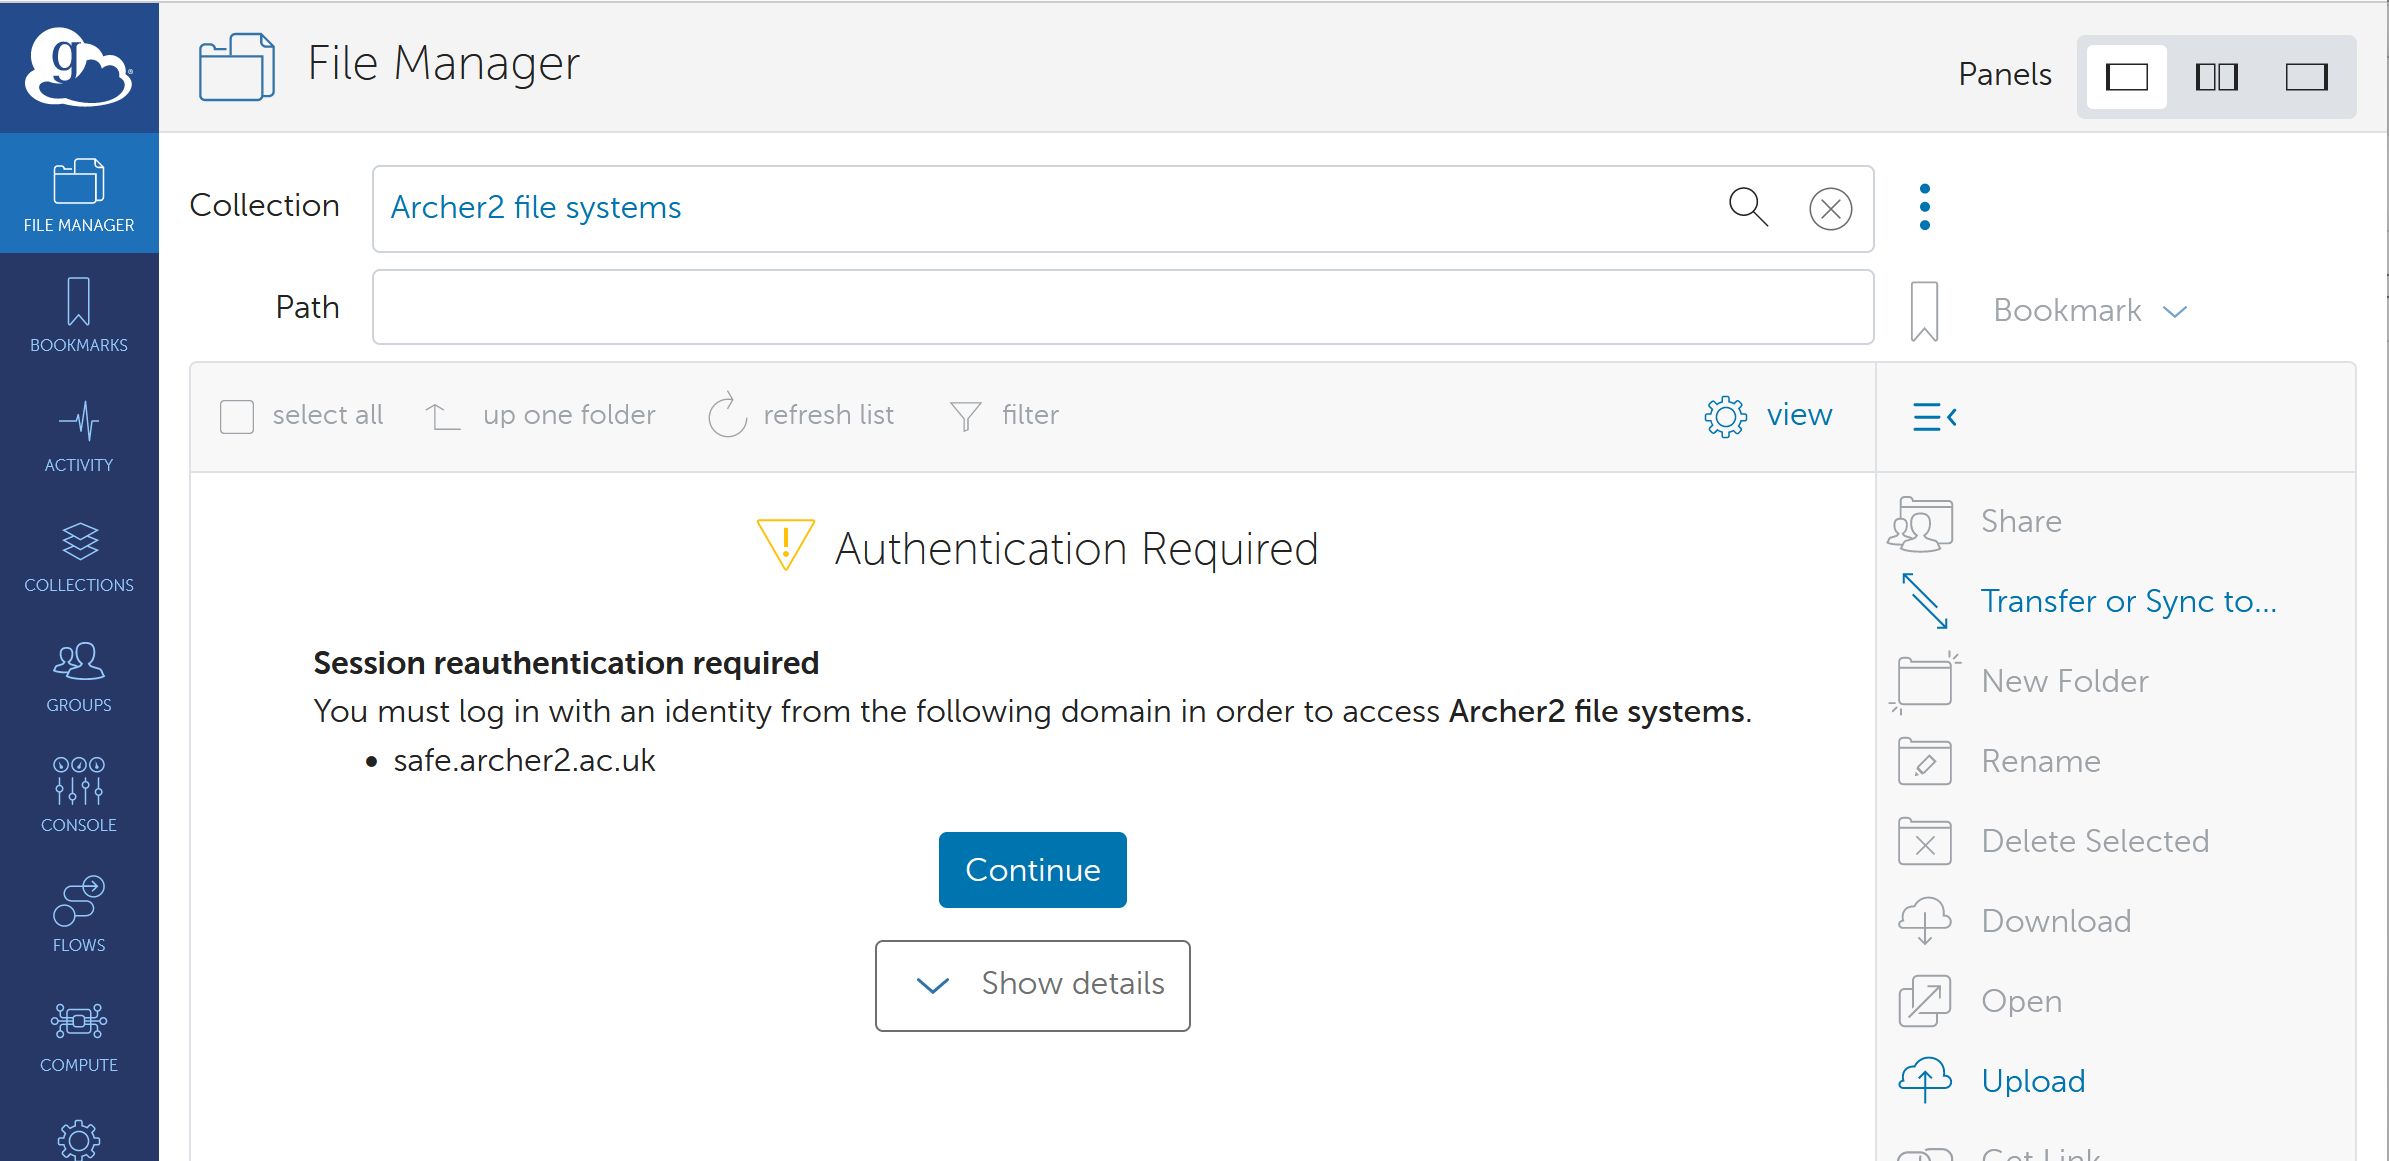 g
File Manager
Panels
FILE MANAGER
BOOKMARKS
ACTIVITY
COLLECTIONS
GROUPS
CONSOLE
FLOWS
COMPUTE
Collection
Archer2 file systems
Path
Bookmark
select all
up one folder
refresh list
filter
view
Authentication Required
Session reauthentication required
You must log in with an identity from the following domain in order to access Archer2 file systems.
• safe.archer2.ac.uk
Continue
Show details
Share
Transfer or Sync to...
New Folder
Rename
Delete Selected
Download
Open
Upload
Get Link